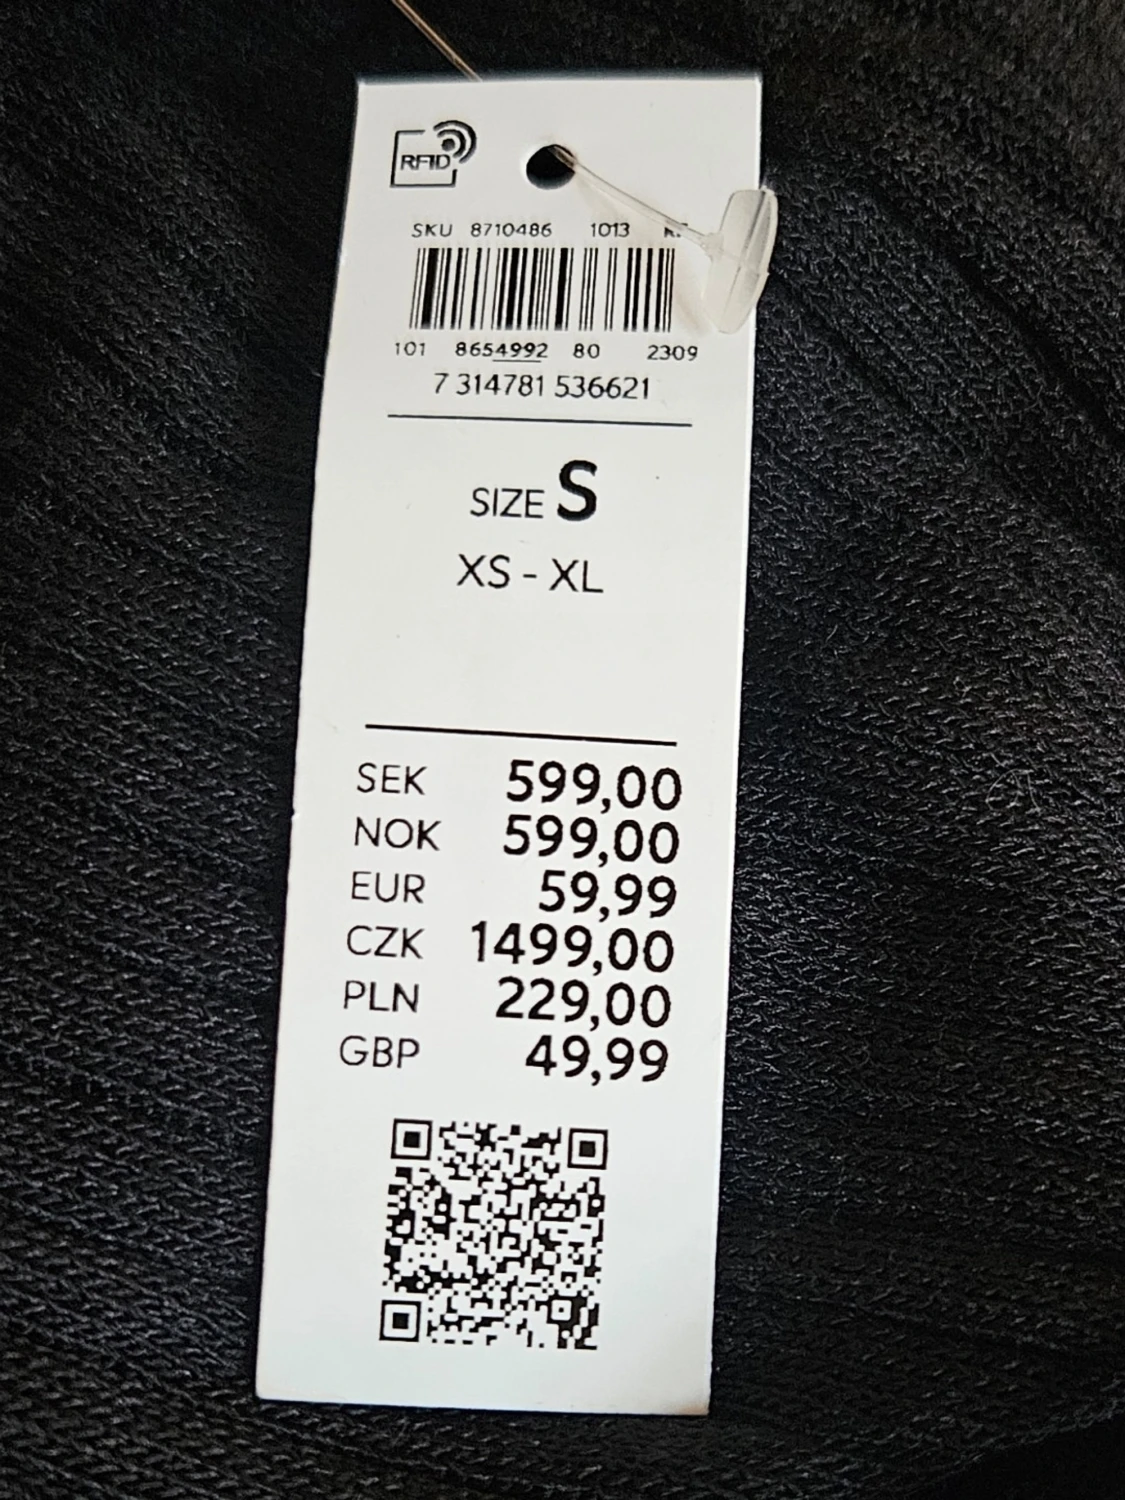 RFID
SKU 8710486 1013
101 8654992 80 2309
7 314781 536621
SIZE S
XS - XL
SEK 599,00
NOK 599,00
EUR 59,99
CZK 1499,00
PLN 229,00
GBP 49,99